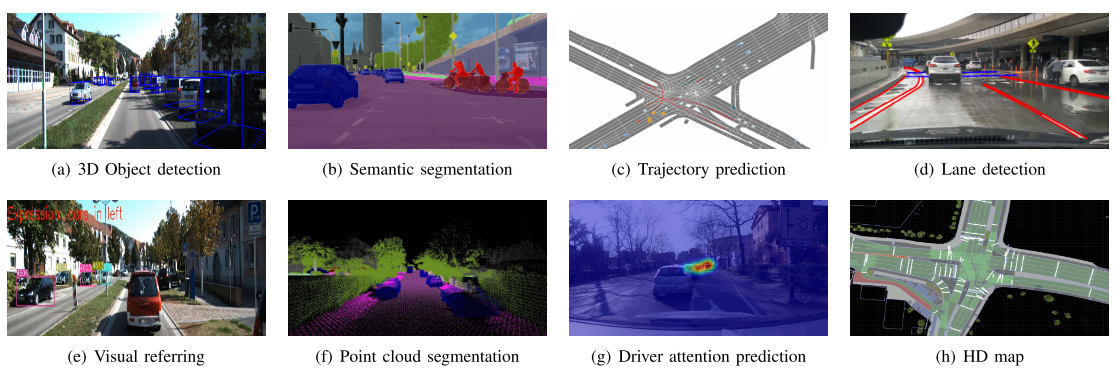 (a) 3D Object detection
(b) Semantic segmentation
(c) Trajectory prediction
(d) Lane detection
Expression: cars in left
P
(e) Visual referring
(f) Point cloud segmentation
(g) Driver attention prediction
(h) HD map